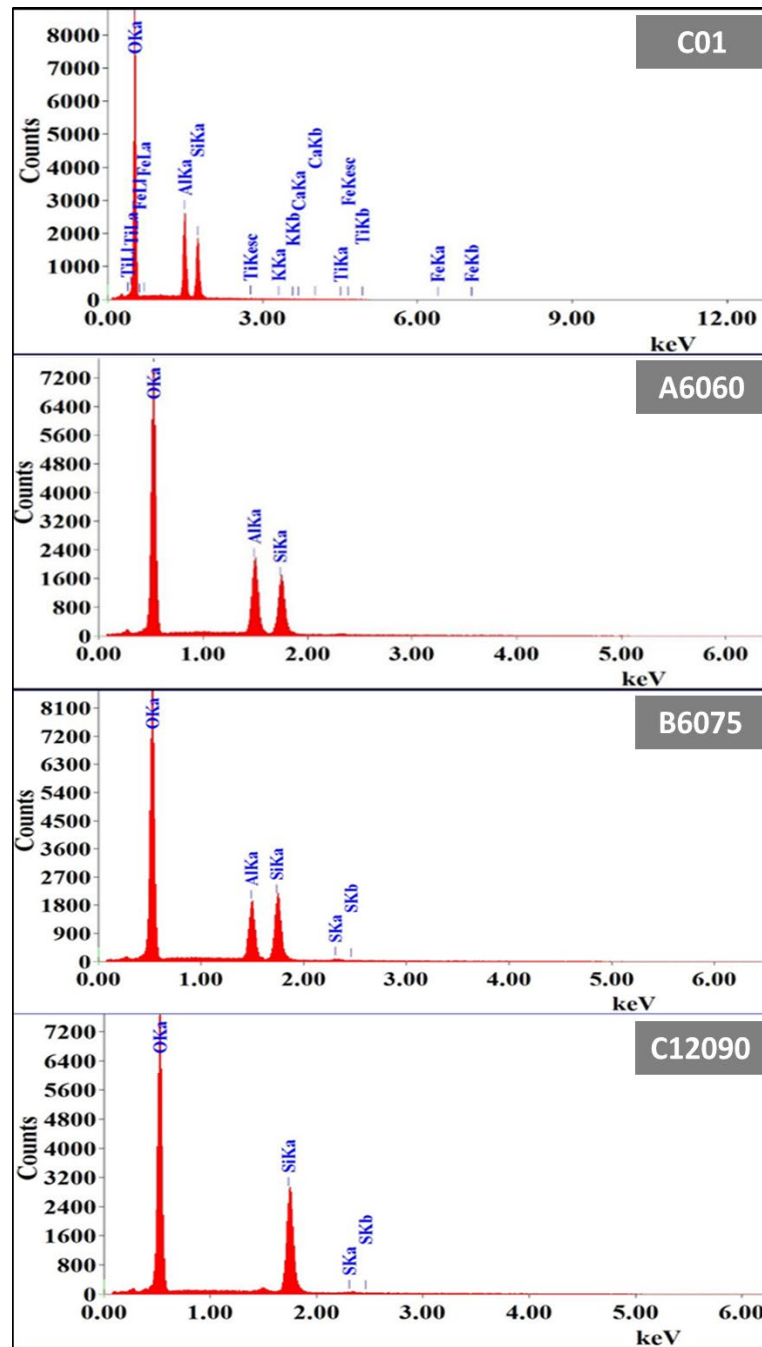 C01
8000
7000
6000
5000
4000
3000
2000
1000
0
Counts
OKa
TiLl
TiLa
FeLl
FeLa
AlKa
SiKa
TiKesc
KKa
KKb
CaKa
CaKb
TiKa
FeKesc
TiKb
FeKa
FeKb
0.00 3.00 6.00 9.00 12.00
keV
A6060
7200
6400
5600
4800
4000
3200
2400
1600
800
0
Counts
OKa
AlKa
SiKa
0.00 1.00 2.00 3.00 4.00 5.00 6.00
keV
B6075
8100
7200
6300
5400
4500
3600
2700
1800
900
0
Counts
OKa
AlKa
SiKa
SKa
SKb
0.00 1.00 2.00 3.00 4.00 5.00 6.00
keV
C12090
7200
6400
5600
4800
4000
3200
2400
1600
800
0
Counts
OKa
SiKa
SKa
SKb
0.00 1.00 2.00 3.00 4.00 5.00 6.00
keV